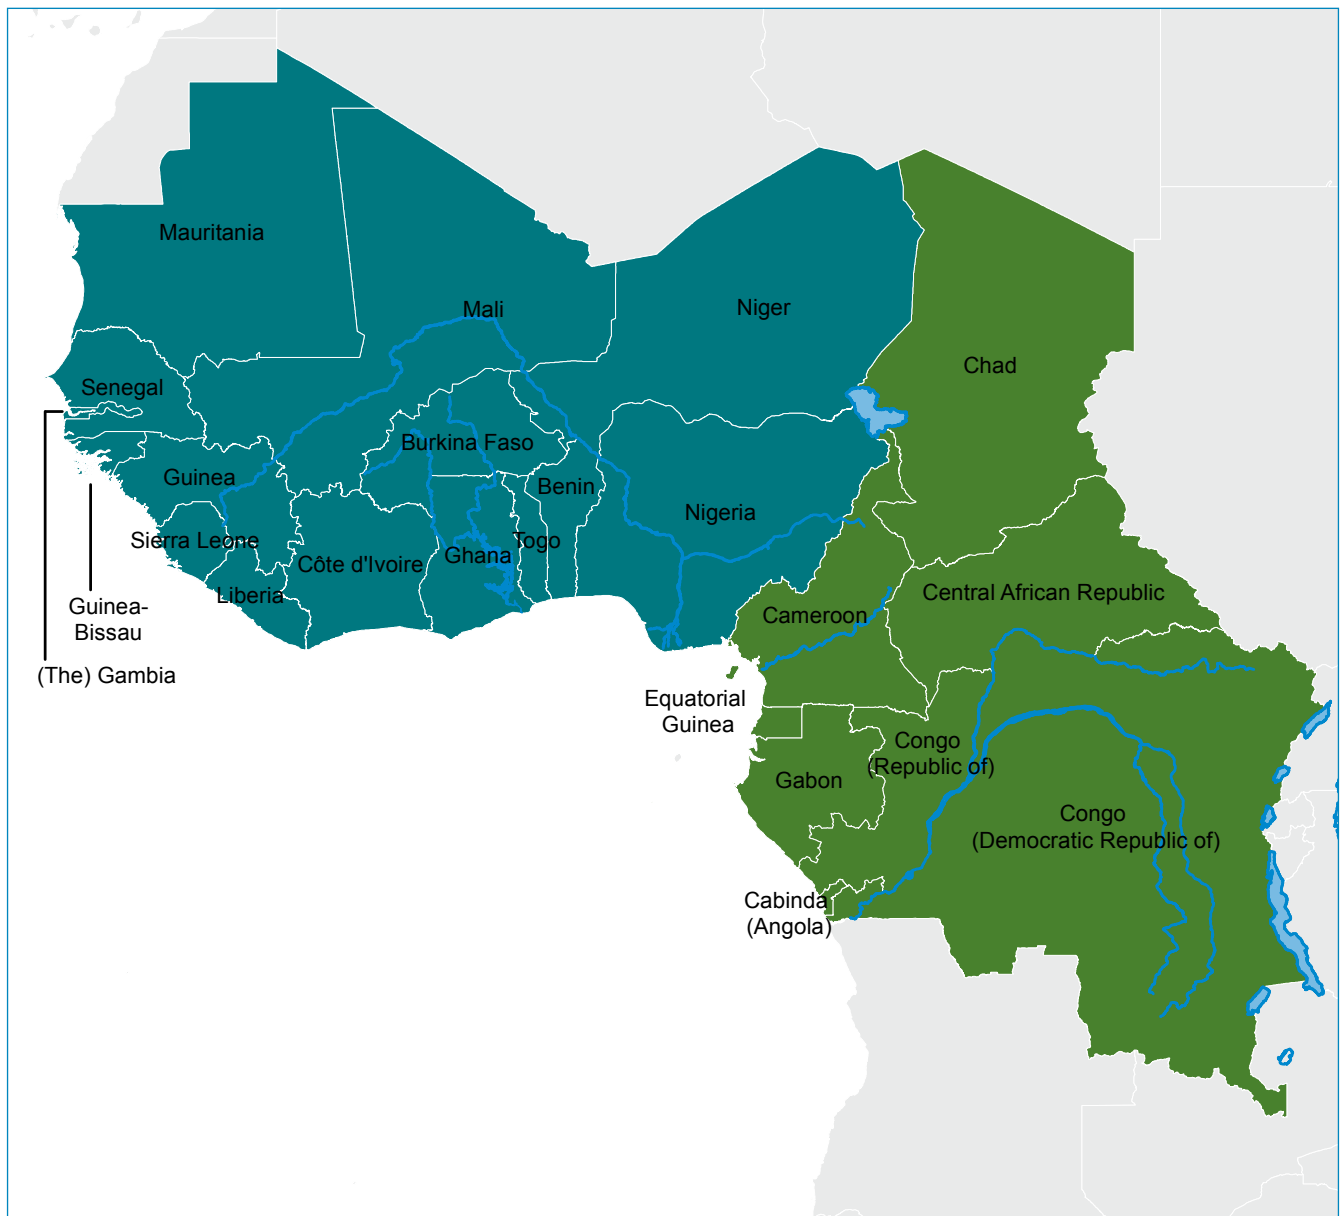 Mauritania
Mali
Niger
Chad
Senegal
Burkina Faso
Guinea
Benin
Nigeria
Sierra Leone
Togo
Ghana
Côte d'Ivoire
Liberia
Central African Republic
Guinea-
Bissau
Cameroon
(The) Gambia
Equatorial
Guinea
Congo
(Republic of)
Gabon
Congo
(Democratic Republic of)
Cabinda
(Angola)